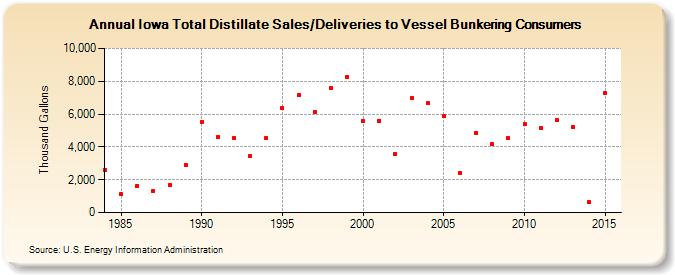 Annual Iowa Total Distillate Sales/Deliveries to Vessel Bunkering Consumers
Thousand Gallons
10,000
8,000
6,000
4,000
2,000
0
1985 1990 1995 2000 2005 2010 2015
Source: U.S. Energy Information Administration